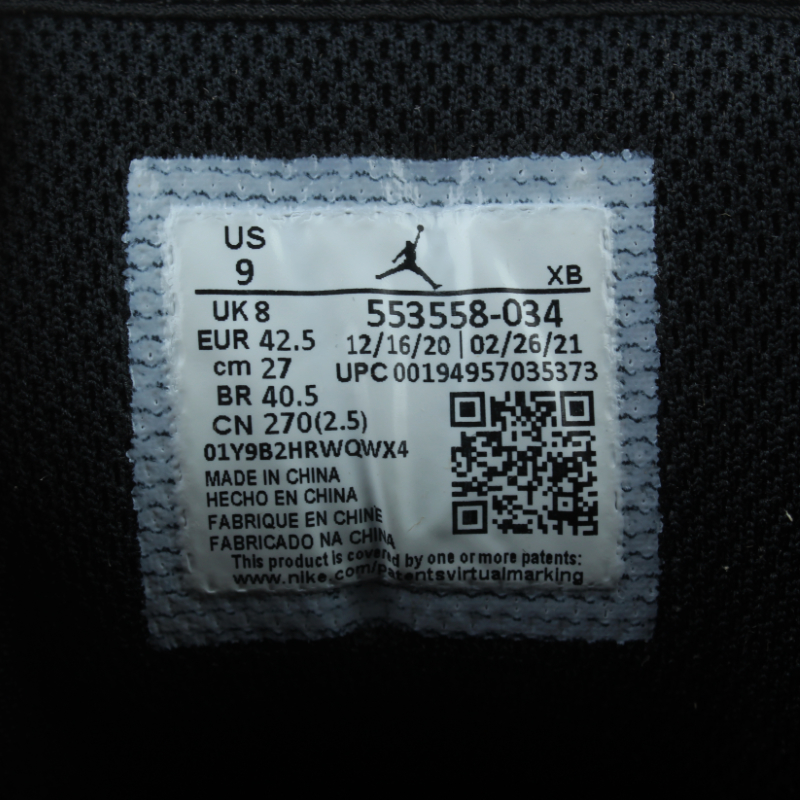 US
9
XB
UK 8
553558-034
EUR 42.5
12/16/20 | 02/26/21
cm 27
UPC 00194957035373
BR 40.5
CN 270(2.5)
01Y9B2HRWQWX4
MADE IN CHINA
HECHO EN CHINA
FABRIQUE EN CHINE
FABRICADO NA CHINA
This product is covered by one or more patents:
www.nike.com/patentsvirtualmarking